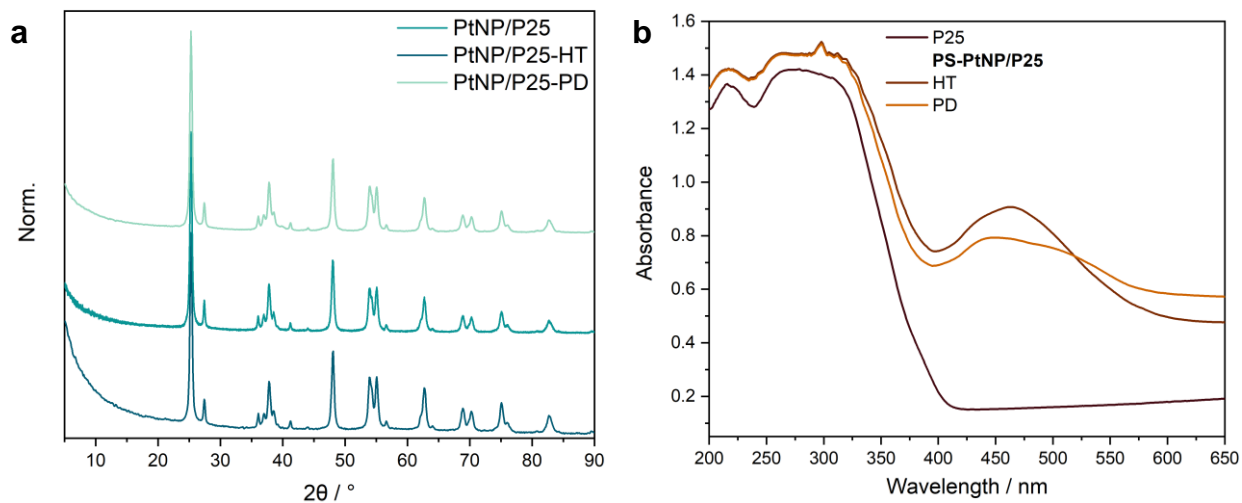 a
PtNP/P25
PtNP/P25-HT
PtNP/P25-PD
Norm.
10 20 30 40 50 60 70 80 90
2θ / °
b
P25
PS-PtNP/P25
HT
PD
1.6
1.4
1.2
1.0
0.8
0.6
0.4
0.2
Absorbance
200 250 300 350 400 450 500 550 600 650
Wavelength / nm